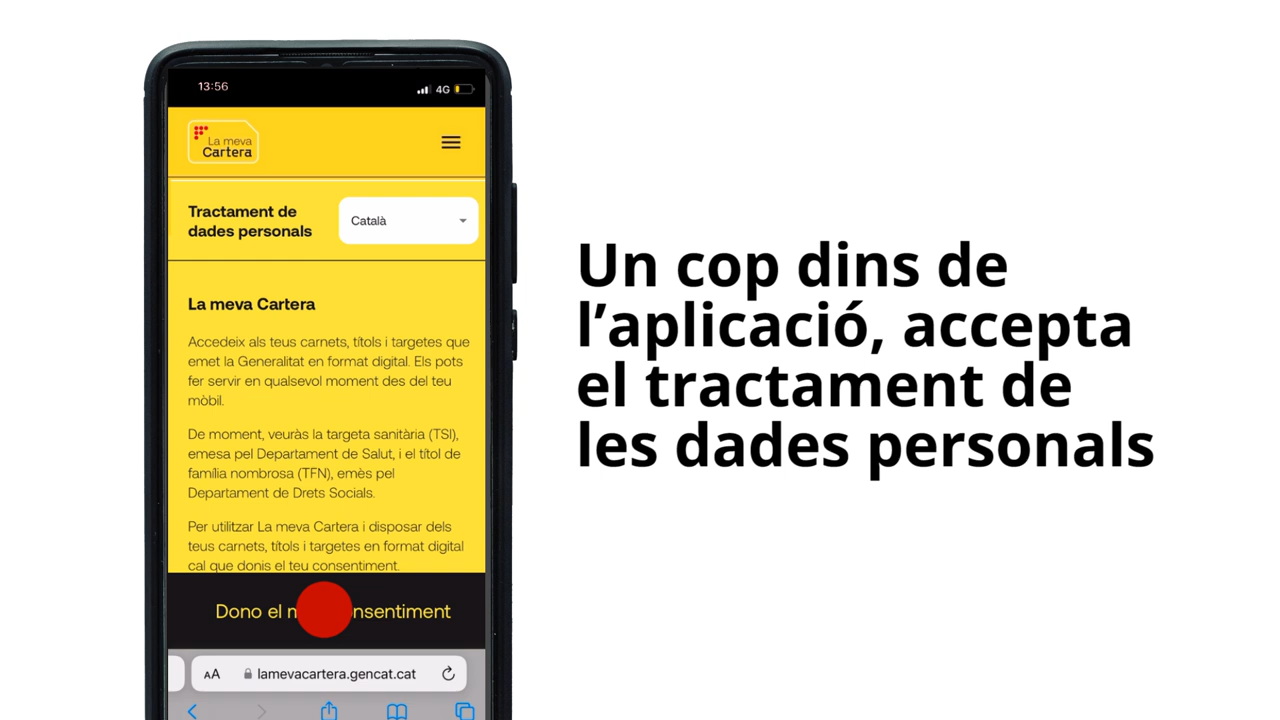 13:56
4G
La meva
Cartera
Tractament de
dades personals
Català
La meva Cartera
Accedeix als teus carnets, títols i targetes que
emet la Generalitat en format digital. Els pots
fer servir en qualsevol moment des del teu
mòbil.
De moment, veuràs la targeta sanitària (TSI),
emesa pel Departament de Salut, i el títol de
família nombrosa (TFN), emès pel
Departament de Drets Socials.
Per utilitzar La meva Cartera i disposar dels
teus carnets, títols i targetes en format digital
cal que donis el teu consentiment.
Dono el
AA
lamevacartera.gencat.cat
Un cop dins de
l’aplicació, accepta
el tractament de
les dades personals